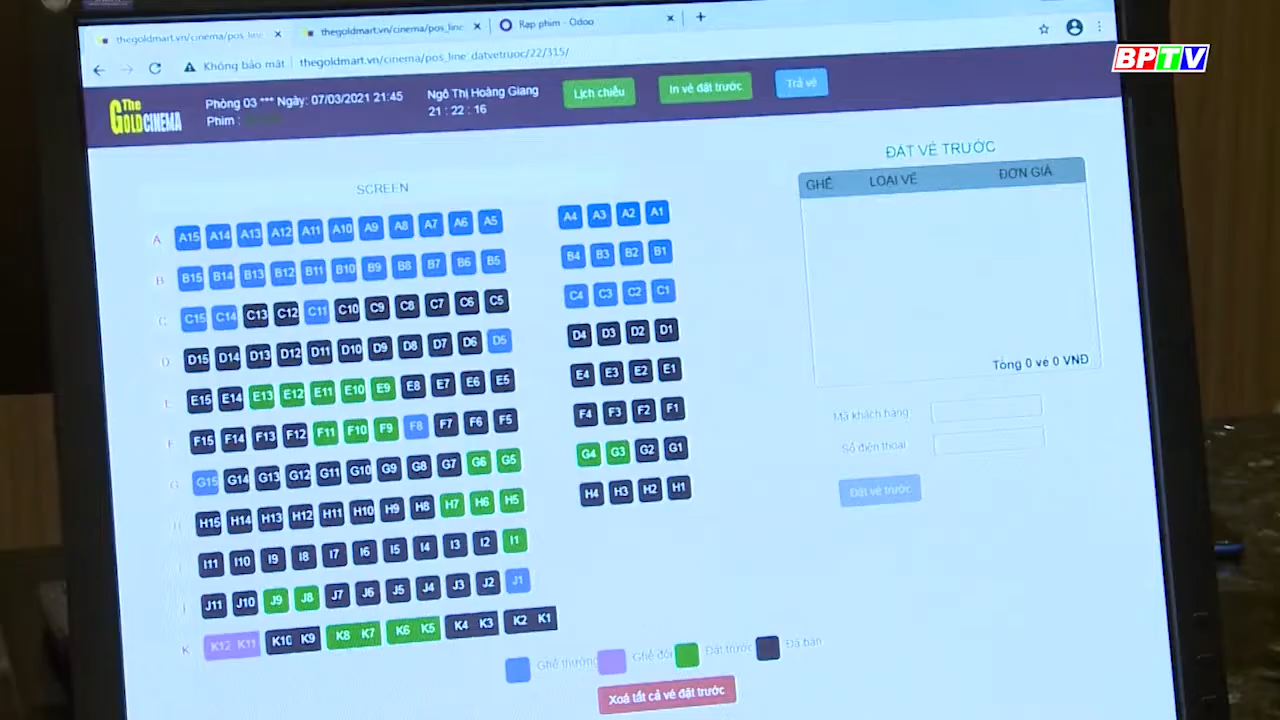 thegoldmart.vn/cinema/pos_line
thegoldmart.vn/cinema/pos_line
Rạp phim - Odoo
Không bảo mật
thegoldmart.vn/cinema/pos_line_datvetruoc/22/315/
BPTV
The GOLDCINEMA
Phòng 03 *** Ngày: 07/03/2021 21:45
Phim :
Ngô Thị Hoàng Giang
21 : 22 : 16
Lịch chiếu
In vé đặt trước
Trả vé
SCREEN
A A15 A14 A13 A12 A11 A10 A9 A8 A7 A6 A5 A4 A3 A2 A1
B B15 B14 B13 B12 B11 B10 B9 B8 B7 B6 B5 B4 B3 B2 B1
C C15 C14 C13 C12 C11 C10 C9 C8 C7 C6 C5 C4 C3 C2 C1
D D15 D14 D13 D12 D11 D10 D9 D8 D7 D6 D5 D4 D3 D2 D1
E E15 E14 E13 E12 E11 E10 E9 E8 E7 E6 E5 E4 E3 E2 E1
F F15 F14 F13 F12 F11 F10 F9 F8 F7 F6 F5 F4 F3 F2 F1
G G15 G14 G13 G12 G11 G10 G9 G8 G7 G6 G5 G4 G3 G2 G1
H H15 H14 H13 H12 H11 H10 H9 H8 H7 H6 H5 H4 H3 H2 H1
I I11 I10 I9 I8 I7 I6 I5 I4 I3 I2 I1
J J11 J10 J9 J8 J7 J6 J5 J4 J3 J2 J1
K K12 K11 K10 K9 K8 K7 K6 K5 K4 K3 K2 K1
Ghế thường Ghế đôi Đặt trước Đã bán
Xoá tất cả vé đặt trước
ĐẶT VÉ TRƯỚC
GHẾ LOẠI VÉ ĐƠN GIÁ
Tổng 0 vé 0 VNĐ
Mã khách hàng
Số điện thoại
Đặt vé trước